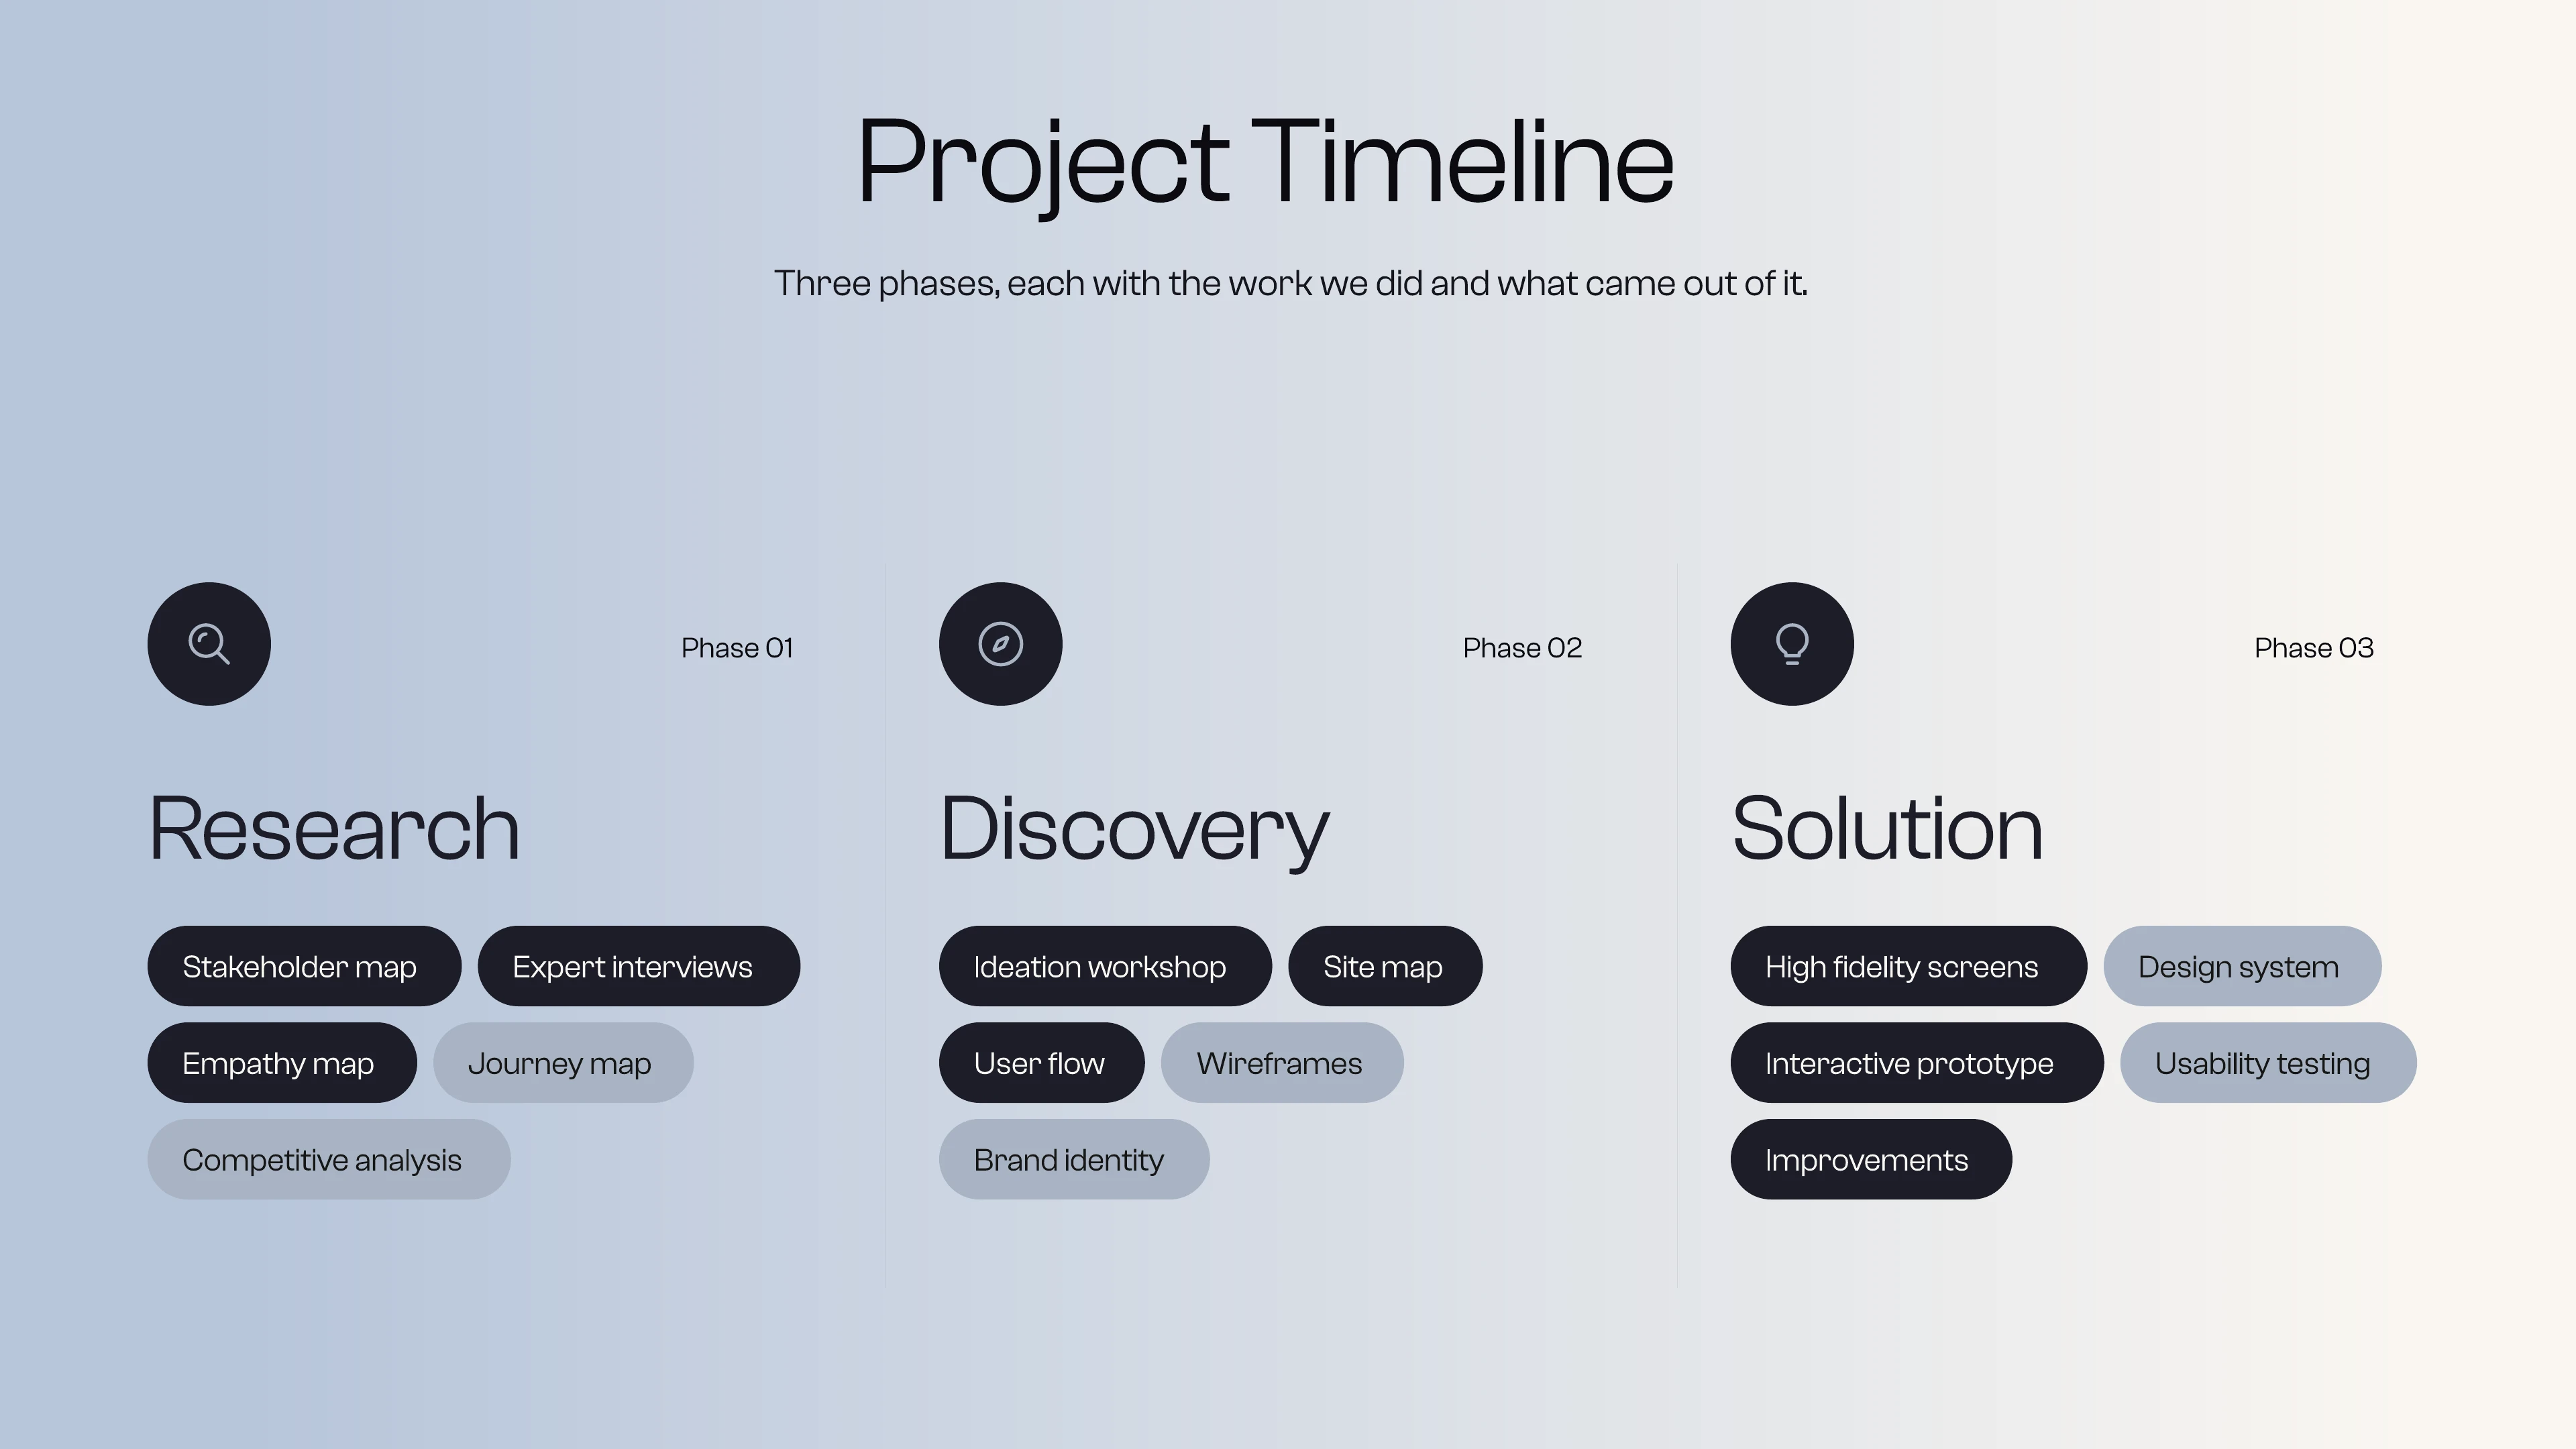 Project Timeline
Three phases, each with the work we did and what came out of it.
Phase 01
Research
Stakeholder map
Expert interviews
Empathy map
Journey map
Competitive analysis
Phase 02
Discovery
Ideation workshop
Site map
User flow
Wireframes
Brand identity
Phase 03
Solution
High fidelity screens
Design system
Interactive prototype
Usability testing
Improvements